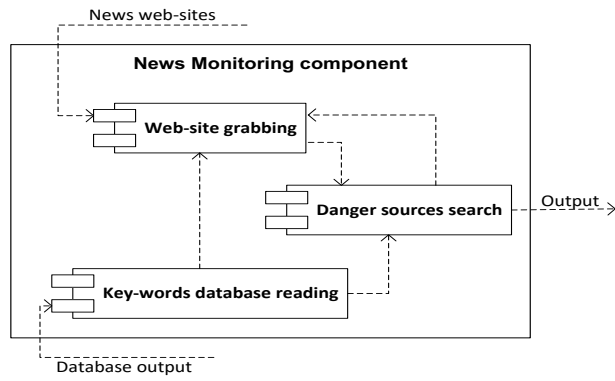 News web-sites
News Monitoring component
Web-site grabbing
Danger sources search
Output
Key-words database reading
Database output